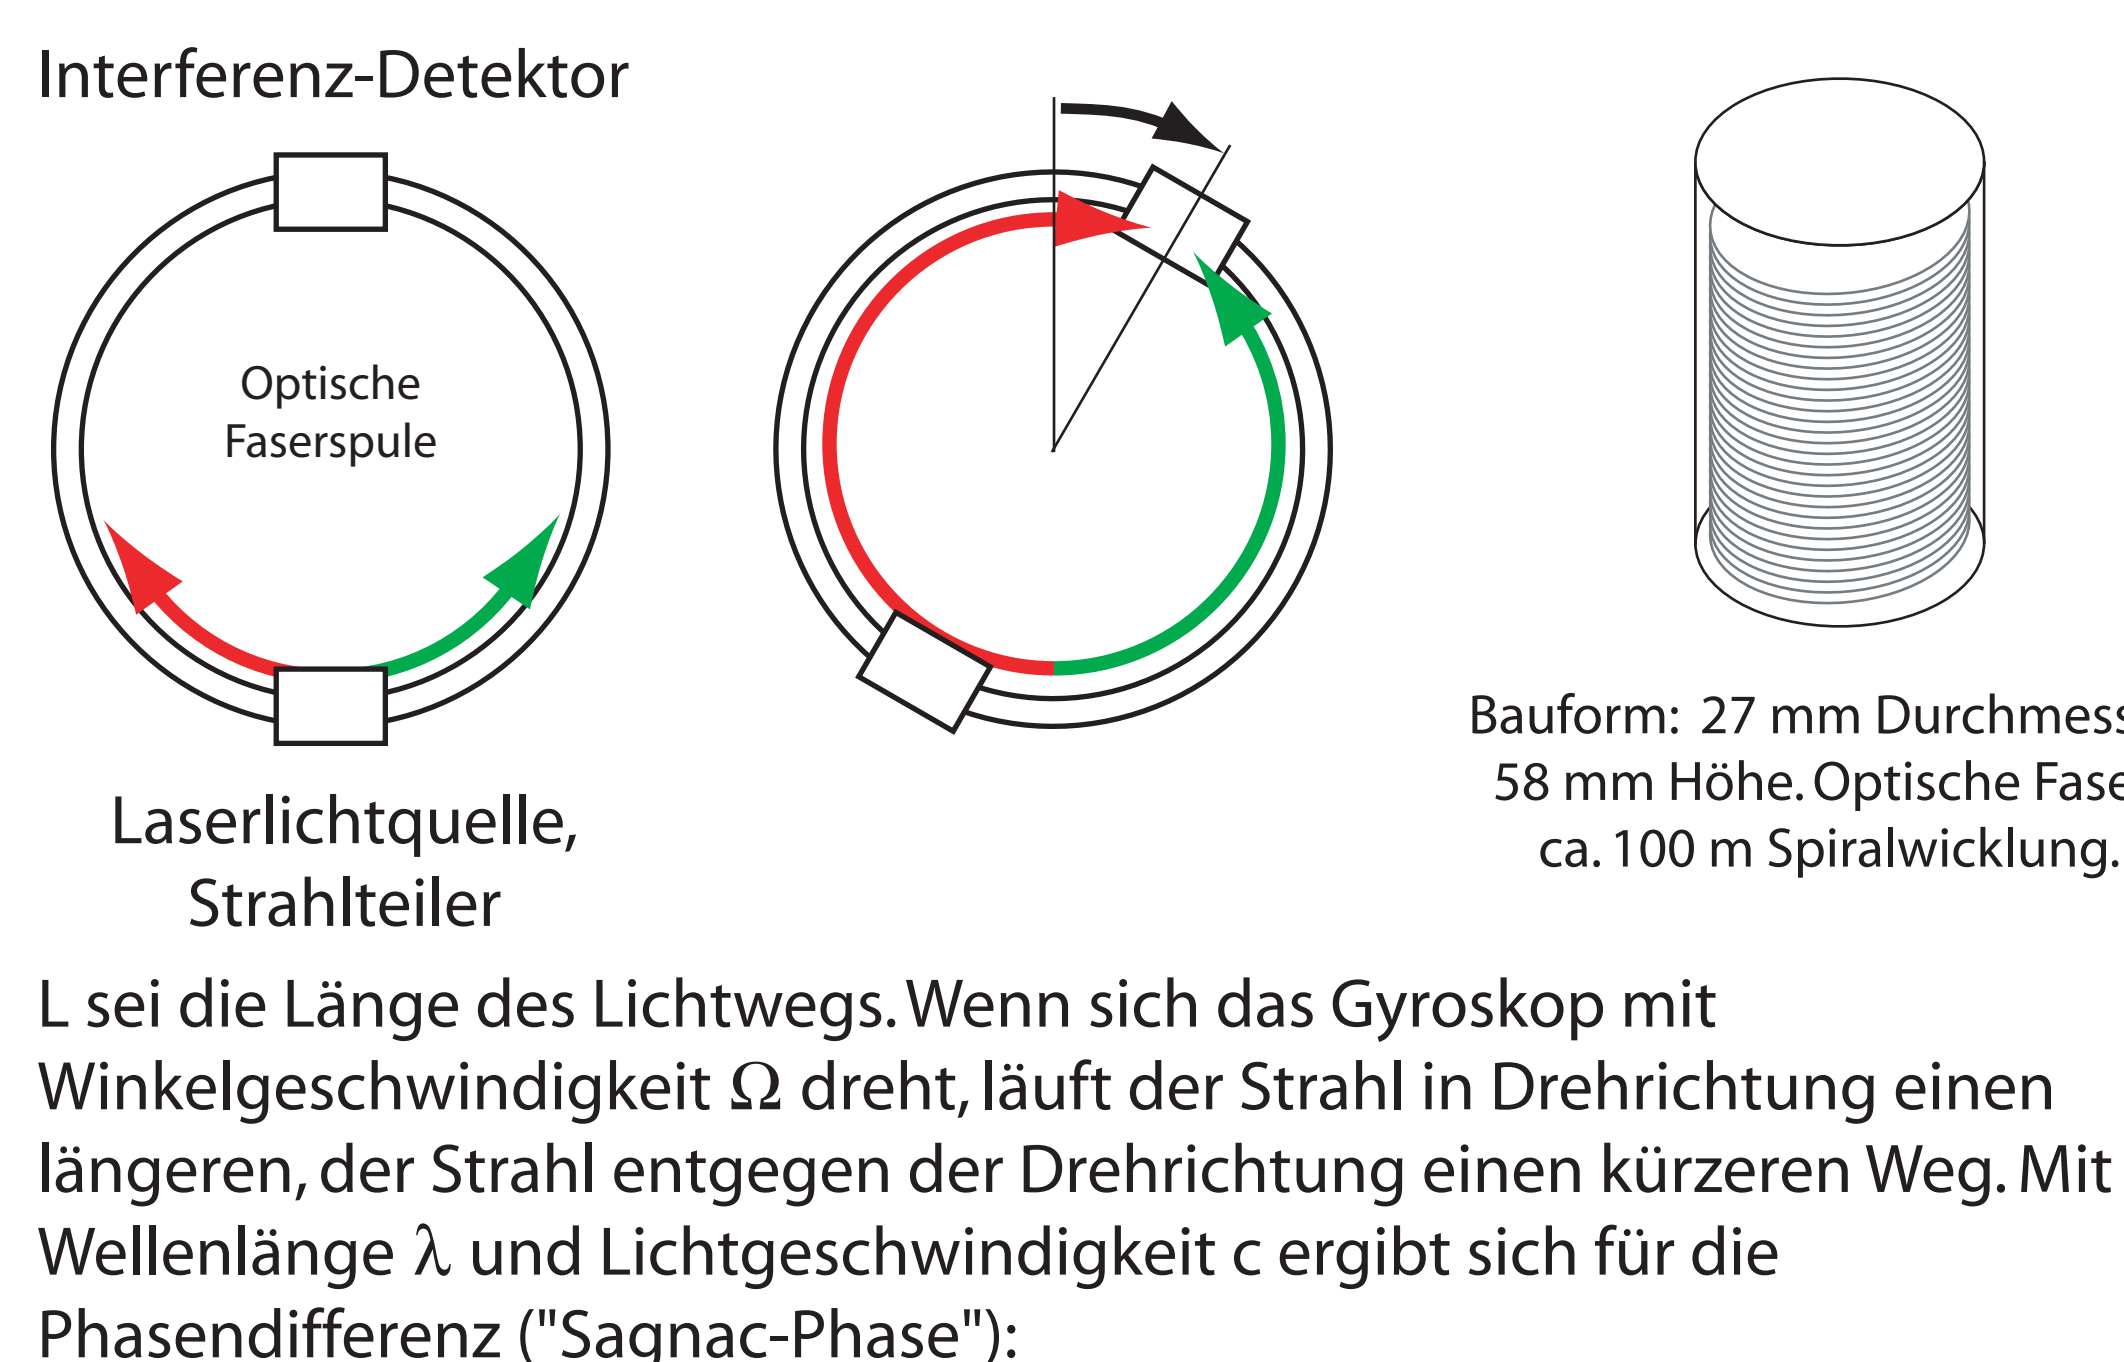 Interferenz-Detektor
Optische
Faserspule
Laserlichtquelle,
Strahlteiler
Bauform: 27 mm
58 mm Höhe. Optische
ca. 100 m Spiralwicklung.
L sei die Länge des Lichtwegs. Wenn sich das Gyroskop mit
Winkelgeschwindigkeit Ω dreht, läuft der Strahl in Drehrichtung einen
längeren, der Strahl entgegen der Drehrichtung einen kürzeren Weg. Mit
Wellenlänge λ und Lichtgeschwindigkeit c ergibt sich für die
Phasendifferenz ("Sagnac-Phase"):